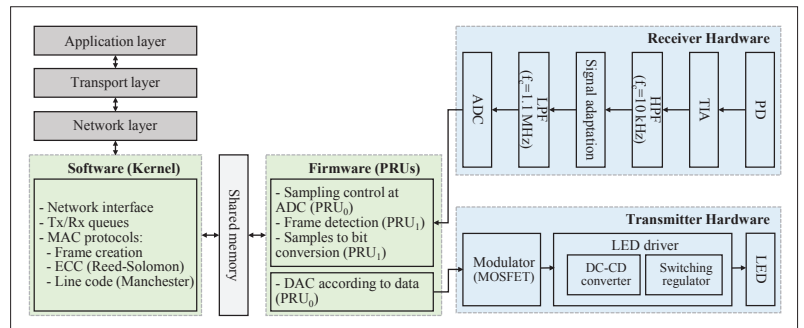 Application layer
Transport layer
Network layer
Software (Kernel)
- Network interface
- Tx/Rx queues
- MAC protocols:
- Frame creation
- ECC (Reed-Solomon)
- Line code (Manchester)
Shared memory
Firmware (PRUs)
- Sampling control at
ADC (PRU0)
- Frame detection (PRU1)
- Samples to bit
conversion (PRU1)
- DAC according to data
(PRU0)
Receiver Hardware
ADC
LPF
(fc=1.1 MHz)
Signal adaptation
HPF
(fc=10 kHz)
TIA
PD
Transmitter Hardware
Modulator
(MOSFET)
LED driver
DC-CD
converter
Switching
regulator
LED